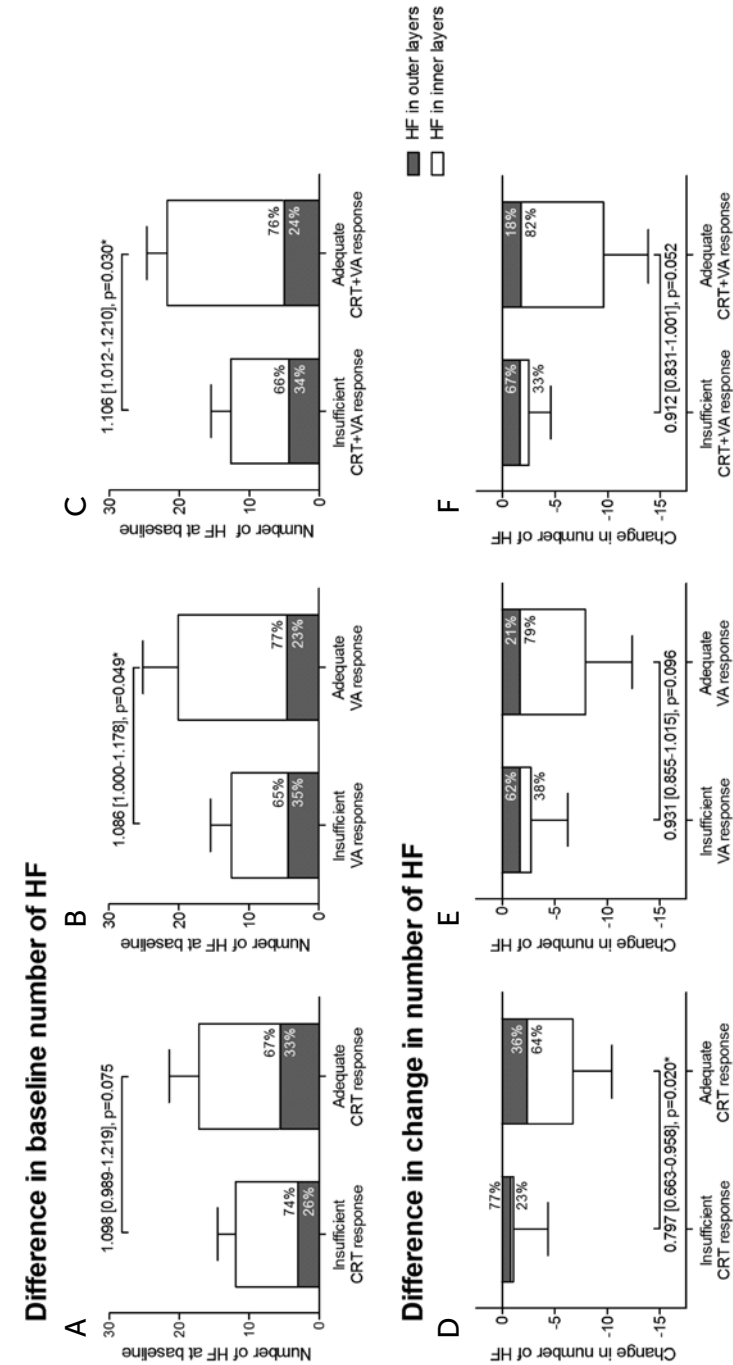 Difference in baseline number of HF
A
1.098 [0.989-1.219], p=0.075
Number of HF at baseline
30
20
10
0
74%
26%
67%
33%
Insufficient
CRT response
Adequate
CRT response
B
1.086 [1.000-1.178], p=0.049*
Number of HF at baseline
30
20
10
0
65%
35%
77%
23%
Insufficient
VA response
Adequate
VA response
C
1.106 [1.012-1.210], p=0.030*
Number of HF at baseline
30
20
10
0
66%
34%
76%
24%
Insufficient
CRT+VA response
Adequate
CRT+VA response
Difference in change in number of HF
HF in outer layers
HF in inner layers
D
Change in number of HF
0
-5
-10
-15
77%
23%
36%
64%
0.797 [0.663-0.958], p=0.020*
Insufficient
CRT response
Adequate
CRT response
E
Change in number of HF
0
-5
-10
-15
62%
38%
21%
79%
0.931 [0.855-1.015], p=0.096
Insufficient
VA response
Adequate
VA response
F
Change in number of HF
0
-5
-10
-15
67%
33%
18%
82%
0.912 [0.831-1.001], p=0.052
Insufficient
CRT+VA response
Adequate
CRT+VA response